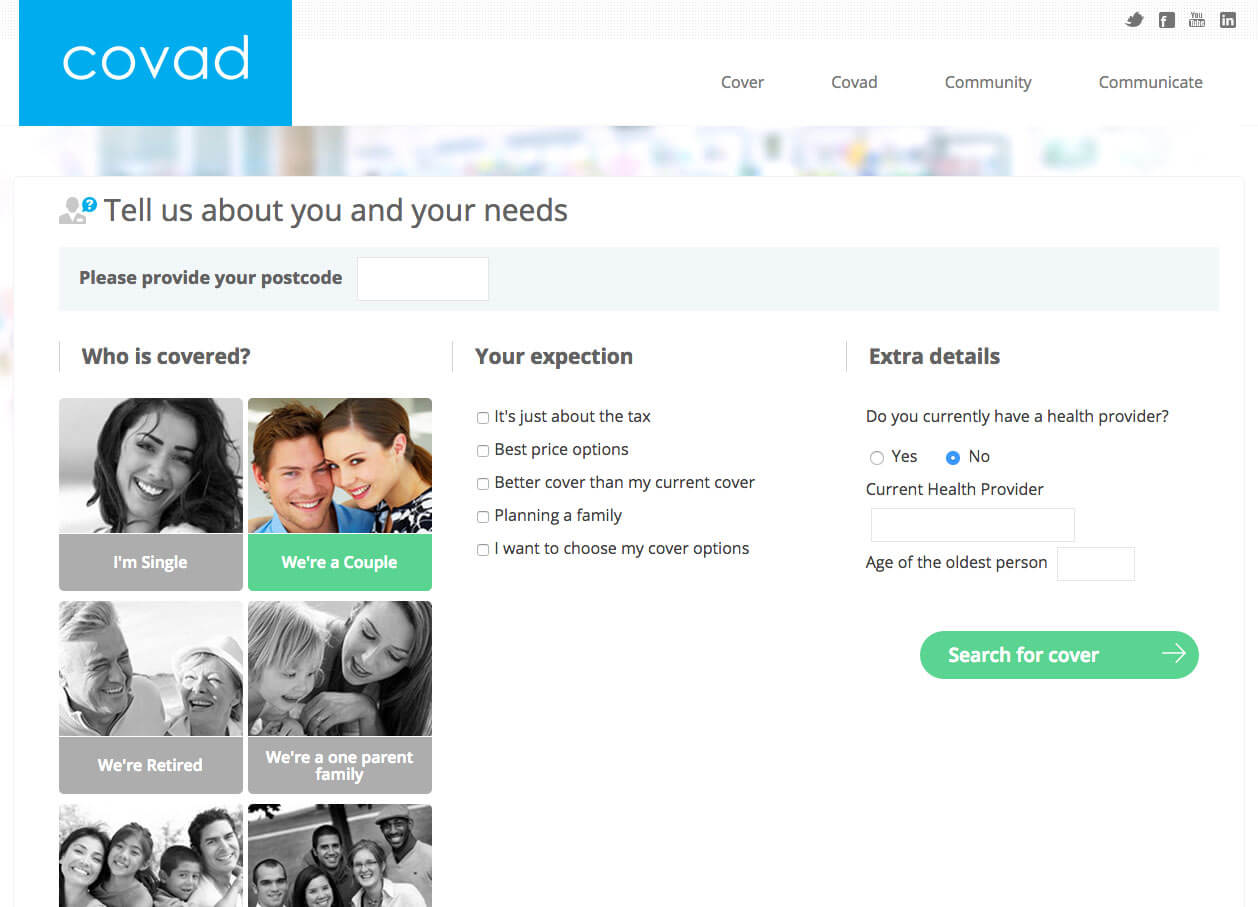 covad
You
Tube
Cover Covad Community Communicate
Tell us about you and your needs
Please provide your postcode
Who is covered?
I'm Single
We're a Couple
We're Retired
We're a one parent
family
Your expection
It's just about the tax
Best price options
Better cover than my current cover
Planning a family
I want to choose my cover options
Extra details
Do you currently have a health provider?
Yes No
Current Health Provider
Age of the oldest person
Search for cover